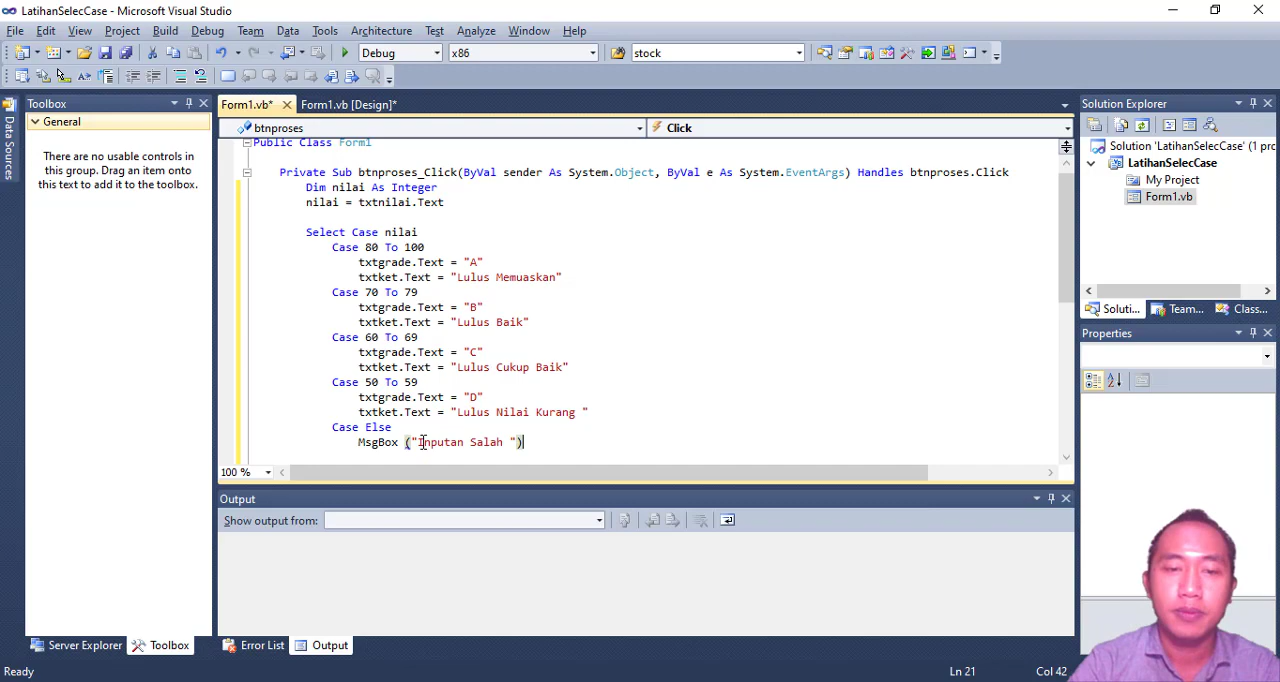 LatihanSelecCase - Microsoft Visual Studio
File Edit View Project Build Debug Team Data Tools Architecture Test Analyze Window Help
Debug x86 stock
Toolbox
General
There are no usable controls in
this group. Drag an item onto
this text to add it to the toolbox.
Data Sources
Form1.vb* Form1.vb [Design]*
btnproses Click
Public Class Form1
Private Sub btnproses_Click(ByVal sender As System.Object, ByVal e As System.EventArgs) Handles btnproses.Click
Dim nilai As Integer
nilai = txtnilai.Text
Select Case nilai
Case 80 To 100
txtgrade.Text = "A"
txtket.Text = "Lulus Memuaskan"
Case 70 To 79
txtgrade.Text = "B"
txtket.Text = "Lulus Baik"
Case 60 To 69
txtgrade.Text = "C"
txtket.Text = "Lulus Cukup Baik"
Case 50 To 59
txtgrade.Text = "D"
txtket.Text = "Lulus Nilai Kurang "
Case Else
MsgBox ("Inputan Salah ")
100 %
Output
Show output from:
Solution Explorer
Solution 'LatihanSelecCase' (1 pro
LatihanSelecCase
My Project
Form1.vb
Soluti... Team... Class...
Properties
Server Explorer Toolbox Error List Output
Ready Ln 21 Col 42